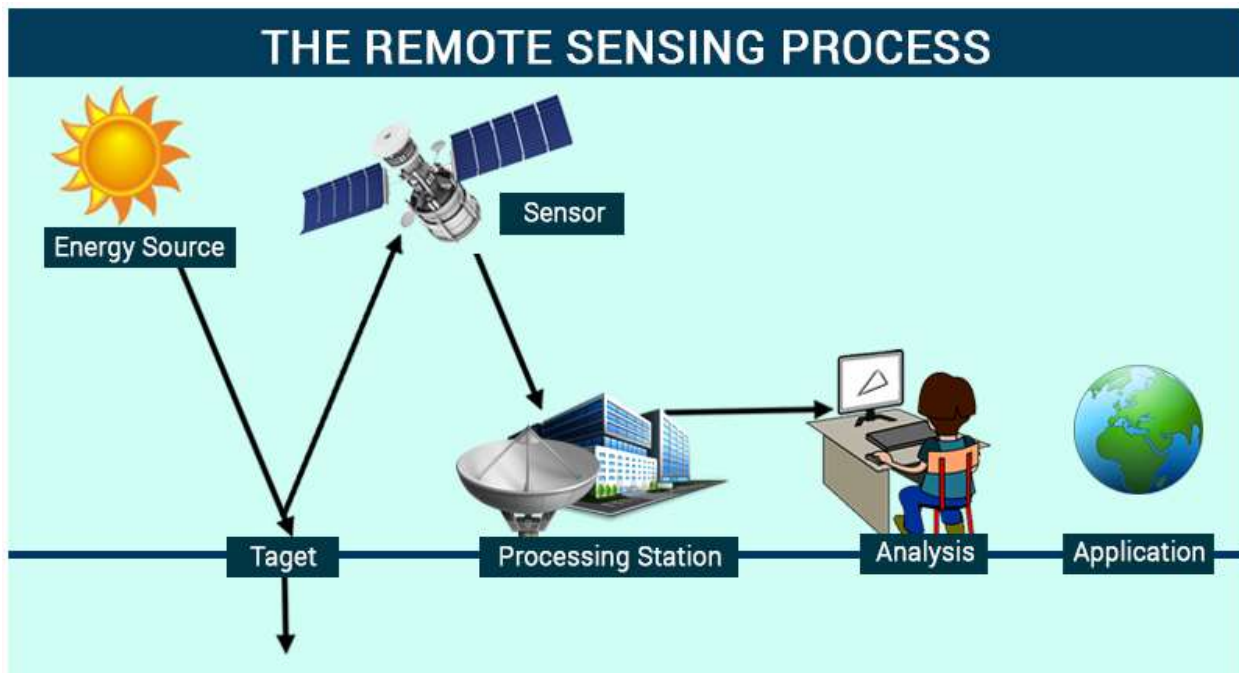 THE REMOTE SENSING PROCESS
Sensor
Energy Source
Taget
Processing Station
Analysis
Application